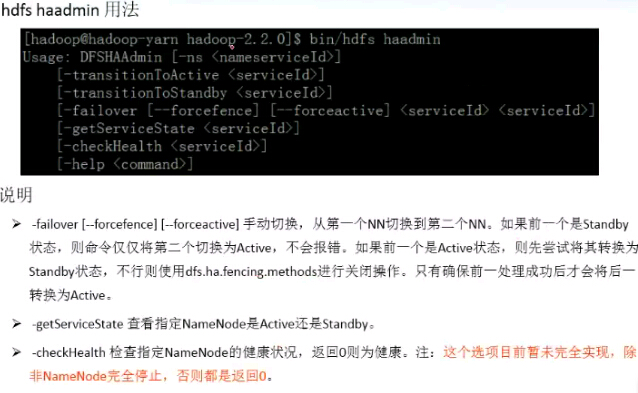 hdfs haadmin 用法
[hadoop@hadoop-yarn hadoop-2.2.0]$ bin/hdfs haadmin
Usage: DFSHAAdmin [-ns <nameserviceId>]
[-transitionToActive <serviceId>]
[-transitionToStandby <serviceId>]
[-failover [--forcefence] [--forceactive] <serviceId> <serviceId>]
[-getServiceState <serviceId>]
[-checkHealth <serviceId>]
[-help <command>]
说明
➢ -failover [--forcefence] [--forceactive] 手动切换，从第一个NN切换到第二个NN。如果前一个是Standby
状态，则命令仅仅将第二个切换为Active，不会报错。如果前一个是Active状态，则先尝试将其转换为
Standby状态，不行则使用dfs.ha.fencing.methods进行关闭操作。只有确保前一处理成功后才会将后一
转换为Active。
➢ -getServiceState 查看指定NameNode是Active还是Standby。
➢ -checkHealth 检查指定NameNode的健康状况，返回0则为健康。注：这个选项目前暂未完全实现，除
非NameNode完全停止，否则都是返回0。